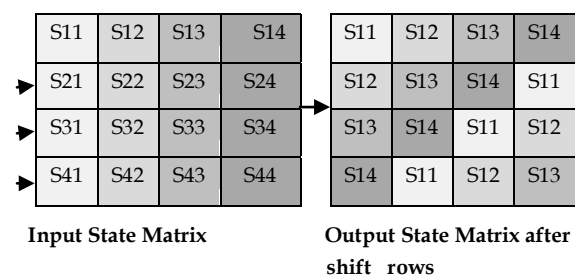 S11 S12 S13 S14 S11 S12 S13 S14
S21 S22 S23 S24 S12 S13 S14 S11
S31 S32 S33 S34 S13 S14 S11 S12
S41 S42 S43 S44 S14 S11 S12 S13
Input State Matrix
Output State Matrix after
shift rows